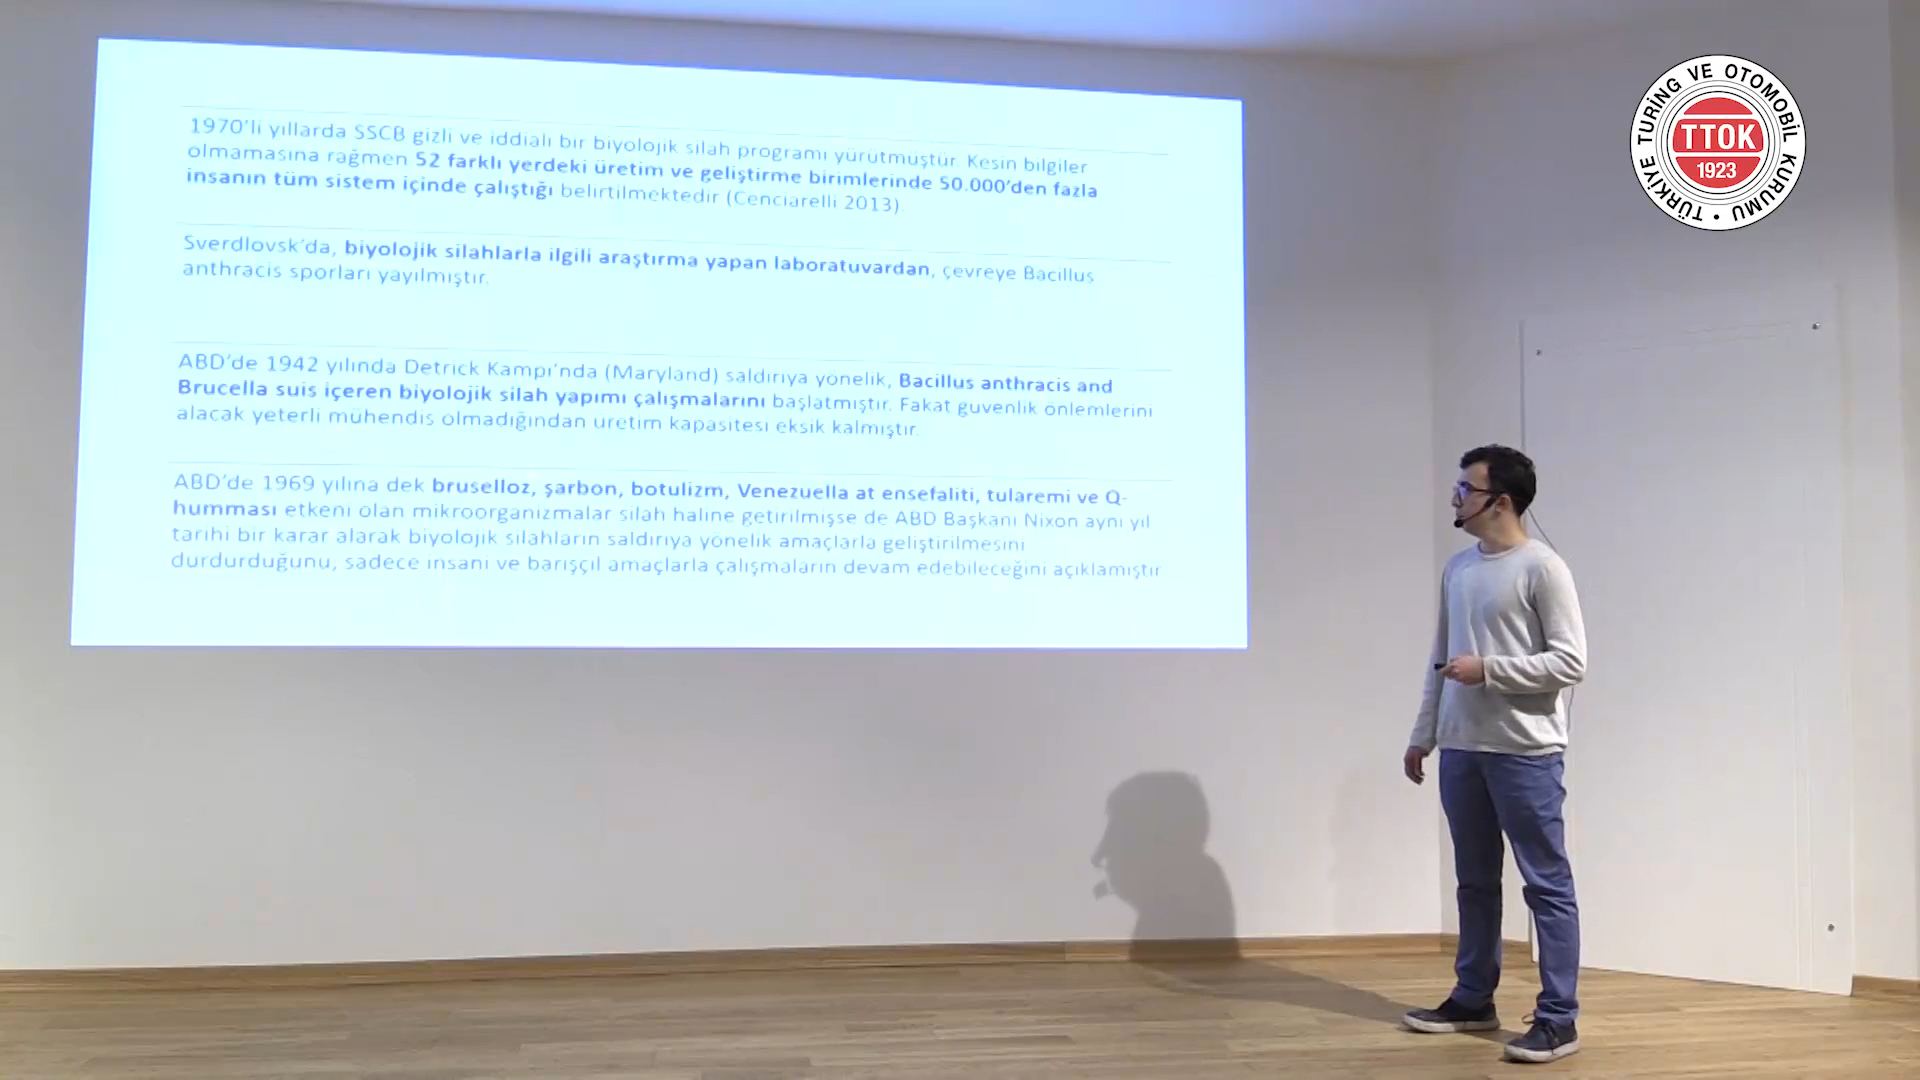 1970'li yıllarda SSCB gizli ve iddialı bir biyolojik silah programı yürütmüştür. Kesin bilgiler
olmamasına rağmen 52 farklı yerdeki üretim ve geliştirme birimlerinde 50.000'den fazla
insanın tüm sistem içinde çalıştığı belirtilmektedir (Cenciarelli 2013).
Sverdlovsk'da, biyolojik silahlarla ilgili araştırma yapan laboratuvardan, çevreye Bacillus
anthracis sporları yayılmıştır.
ABD'de 1942 yılında Detrick Kampı'nda (Maryland) saldırıya yönelik, Bacillus anthracis and
Brucella suis içeren biyolojik silah yapımı çalışmalarını başlatmıştır. Fakat güvenlik önlemlerini
alacak yeterli mühendis olmadığından üretim kapasitesi eksik kalmıştır.
ABD'de 1969 yılına dek bruselloz, şarbon, botulizm, Venezuella at ensefaliti, tularemi ve Q-
humması etkeni olan mikroorganizmalar silah haline getirilmişse de ABD Başkanı Nixon aynı yıl
tarihi bir karar alarak biyolojik silahların saldırıya yönelik amaçlarla geliştirilmesini
durdurduğunu, sadece insani ve barışçıl amaçlarla çalışmaların devam edebileceğini açıklamıştır
TÜRKİYE TURİNG VE OTOMOBİL KURUMU •
TTOK
1923